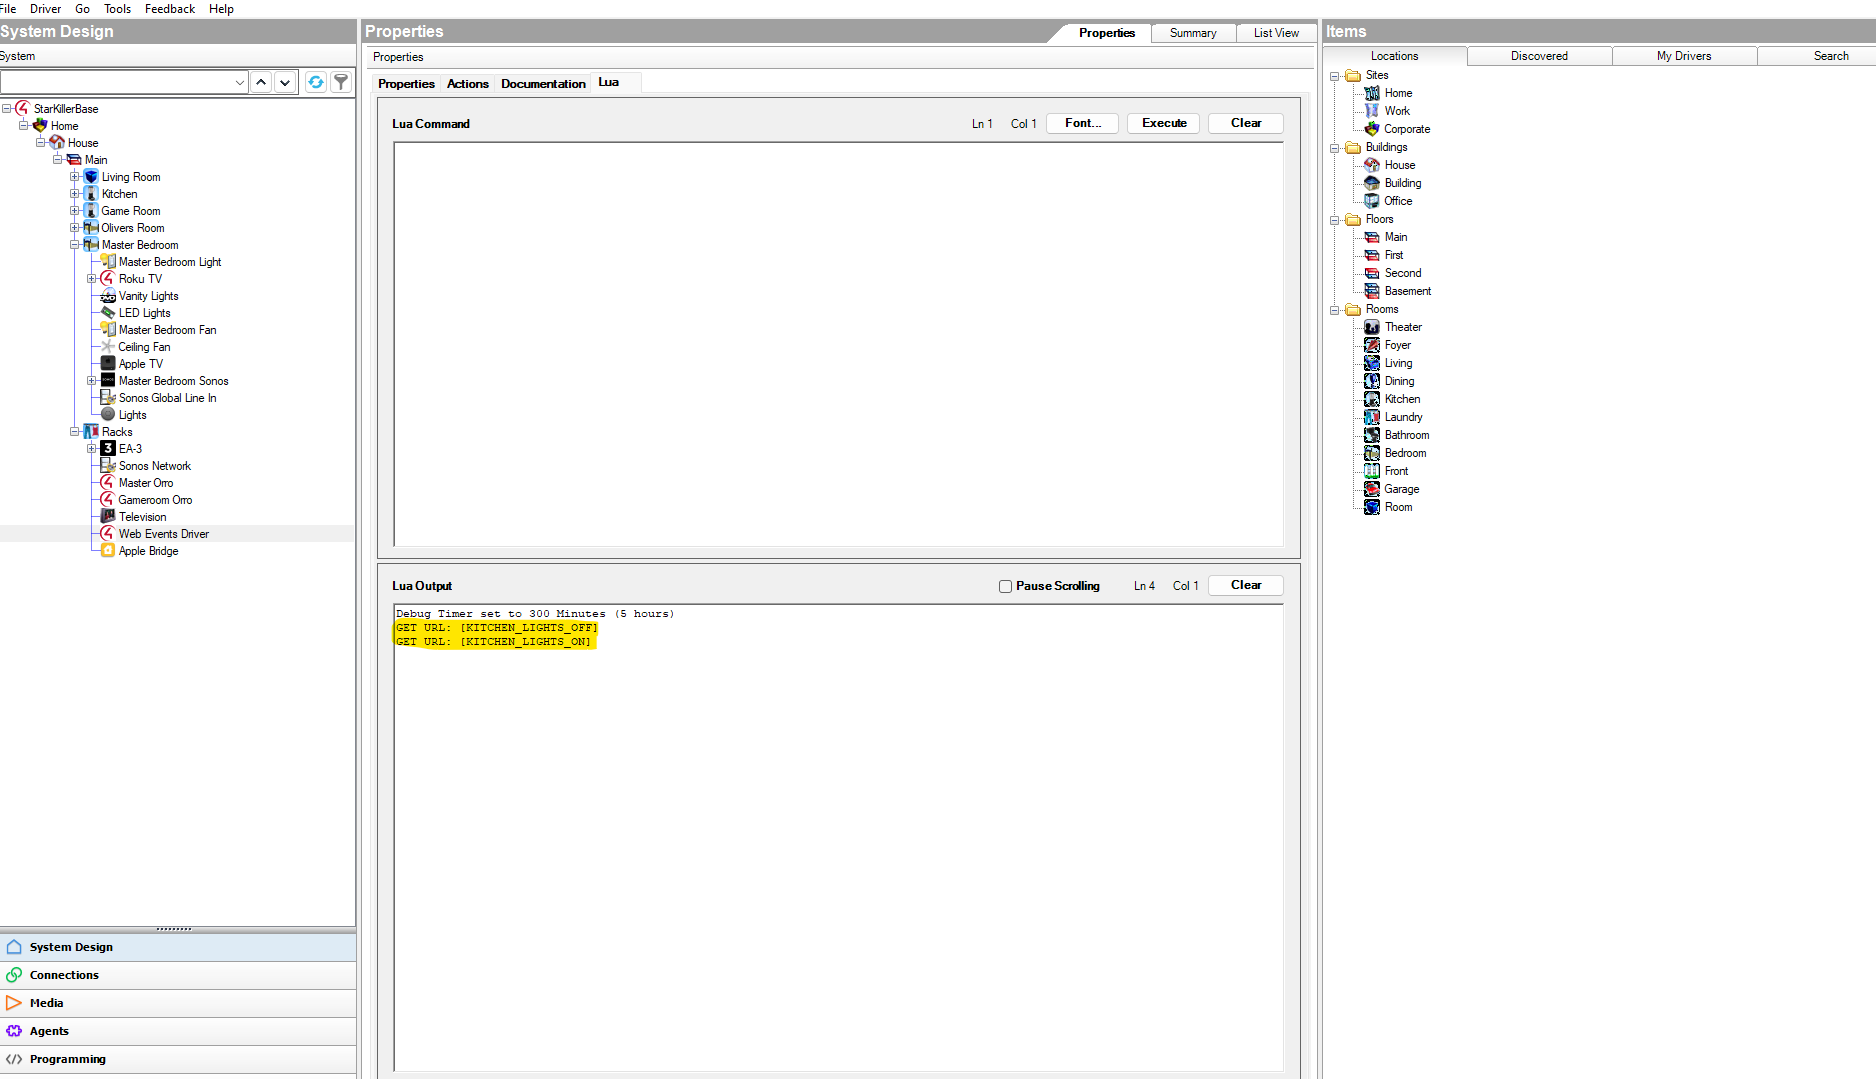 File Driver Go Tools Feedback Help
System Design
System
StarKillerBase
Home
House
Main
Living Room
Kitchen
Game Room
Olivers Room
Master Bedroom
Master Bedroom Light
Roku TV
Vanity Lights
LED Lights
Master Bedroom Fan
Ceiling Fan
Apple TV
Master Bedroom Sonos
Sonos Global Line In
Lights
Racks
EA-3
Sonos Network
Master Orro
Gameroom Orro
Television
Web Events Driver
Apple Bridge
System Design
Connections
Media
Agents
Programming
Properties
Properties Summary List View
Properties
Properties Actions Documentation Lua
Lua Command Ln 1 Col 1 Font... Execute Clear
Lua Output Pause Scrolling Ln 4 Col 1 Clear
Debug Timer set to 300 Minutes (5 hours)
GET URL: [KITCHEN_LIGHTS_OFF]
GET URL: [KITCHEN_LIGHTS_ON]
Items
Locations Discovered My Drivers Search
Sites
Home
Work
Corporate
Buildings
House
Building
Office
Floors
Main
First
Second
Basement
Rooms
Theater
Foyer
Living
Dining
Kitchen
Laundry
Bathroom
Bedroom
Front
Garage
Room